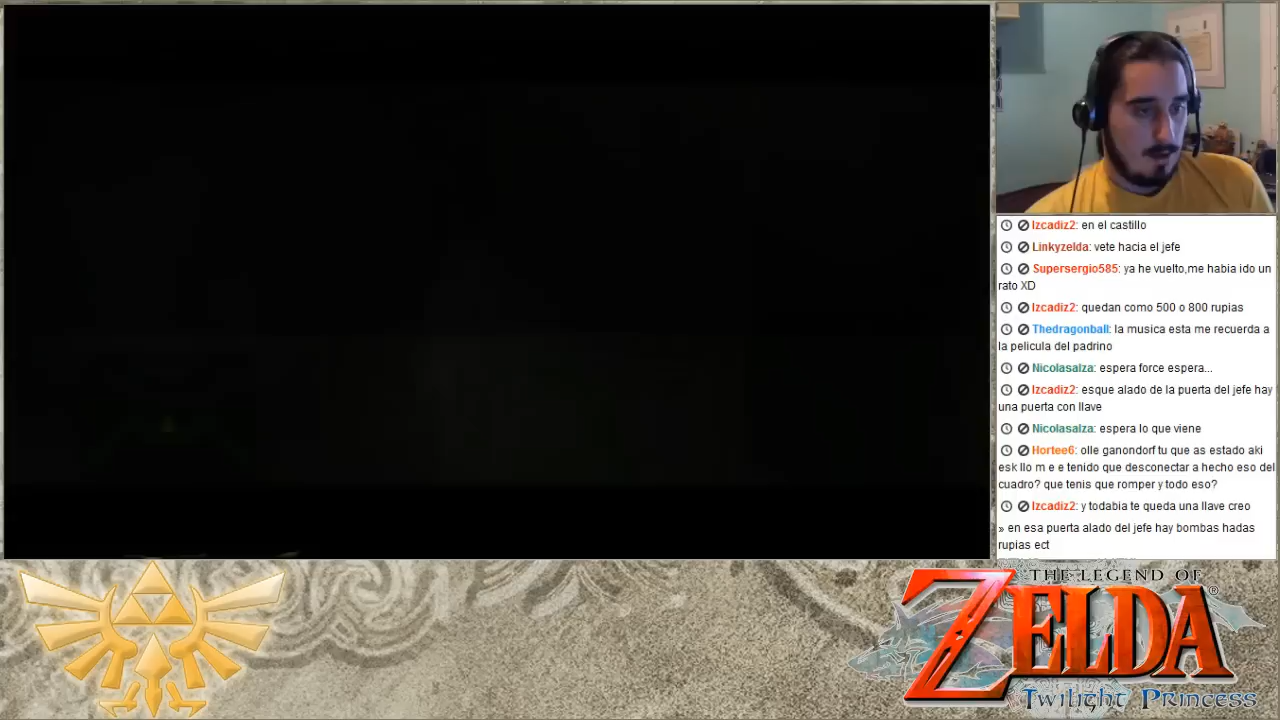 Izcadiz2: en el castillo
Linkyzelda: vete hacia el jefe
Supersergio585: ya he vuelto,me habia ido un
rato XD
Izcadiz2: quedan como 500 o 800 rupias
Thedragonball: la musica esta me recuerda a
la pelicula del padrino
Nicolasalza: espera force espera...
Izcadiz2: esque alado de la puerta del jefe hay
una puerta con llave
Nicolasalza: espera lo que viene
Hortee6: olle ganondorf tu que as estado aki
esk llo m e e tenido que desconectar a hecho eso del
cuadro? que tenis que romper y todo eso?
Izcadiz2: y todabia te queda una llave creo
» en esa puerta alado del jefe hay bombas hadas
rupias ect
THE LEGEND OF
ZELDA®
Twilight Princess